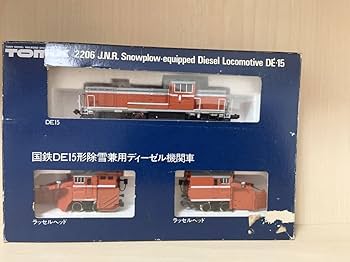 TOMIX 2206 J.N.R. Snowplow-equipped Diesel Locomotive DE-15
DE15
国鉄DE15形除雪兼用ディーゼル機関車
ラッセルヘッド
ラッセルヘッド